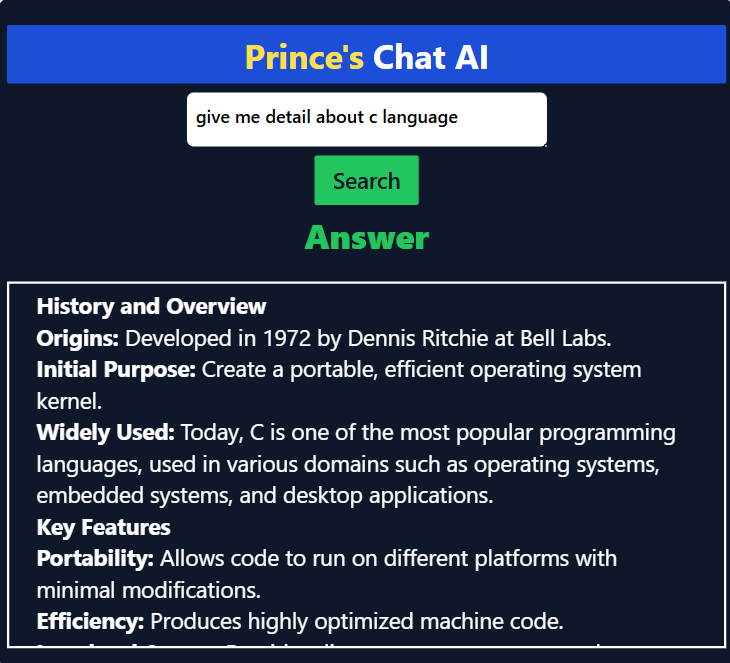 Prince's Chat AI
give me detail about c language
Search
Answer
History and Overview
Origins: Developed in 1972 by Dennis Ritchie at Bell Labs.
Initial Purpose: Create a portable, efficient operating system
kernel.
Widely Used: Today, C is one of the most popular programming
languages, used in various domains such as operating systems,
embedded systems, and desktop applications.
Key Features
Portability: Allows code to run on different platforms with
minimal modifications.
Efficiency: Produces highly optimized machine code.